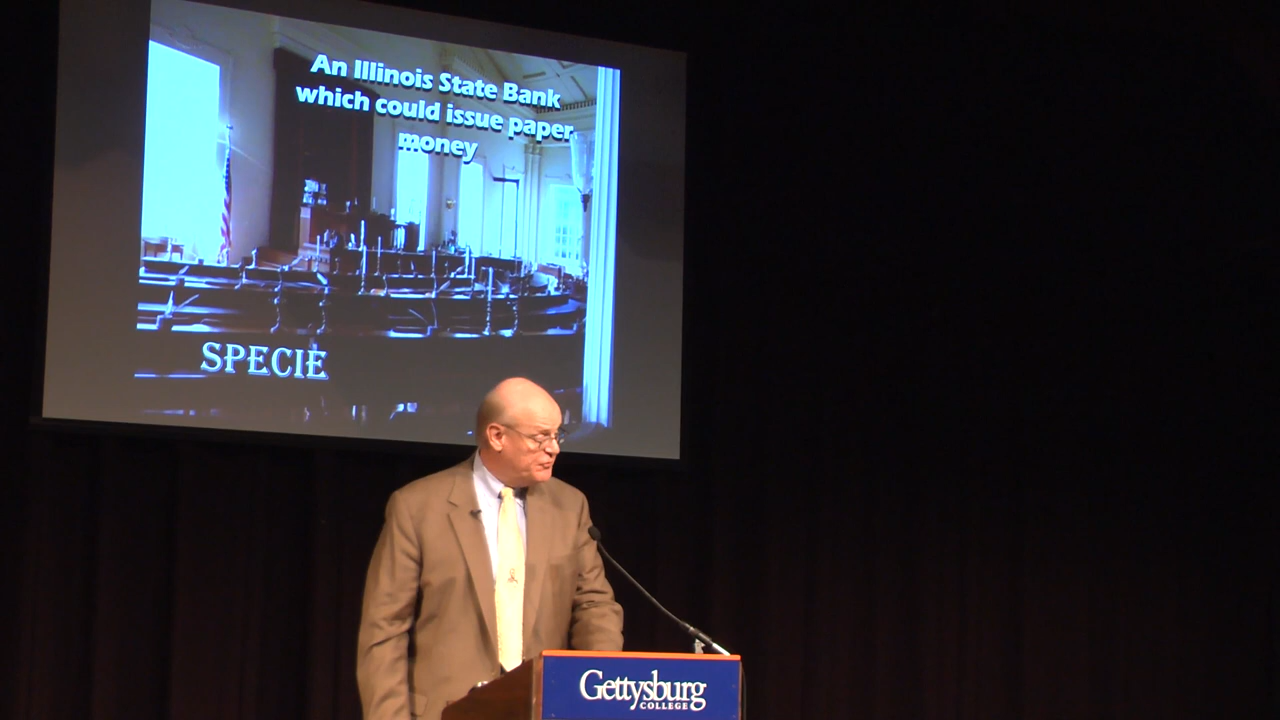 An Illinois State Bank
which could issue paper
money
SPECIE
Gettysburg
COLLEGE